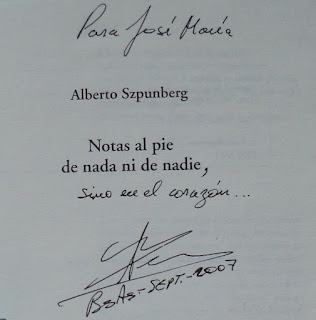 Para José María
Alberto Szpunberg
Notas al pie
de nada ni de nadie,
sino en el corazón...
BsAs-SEPT.-2007